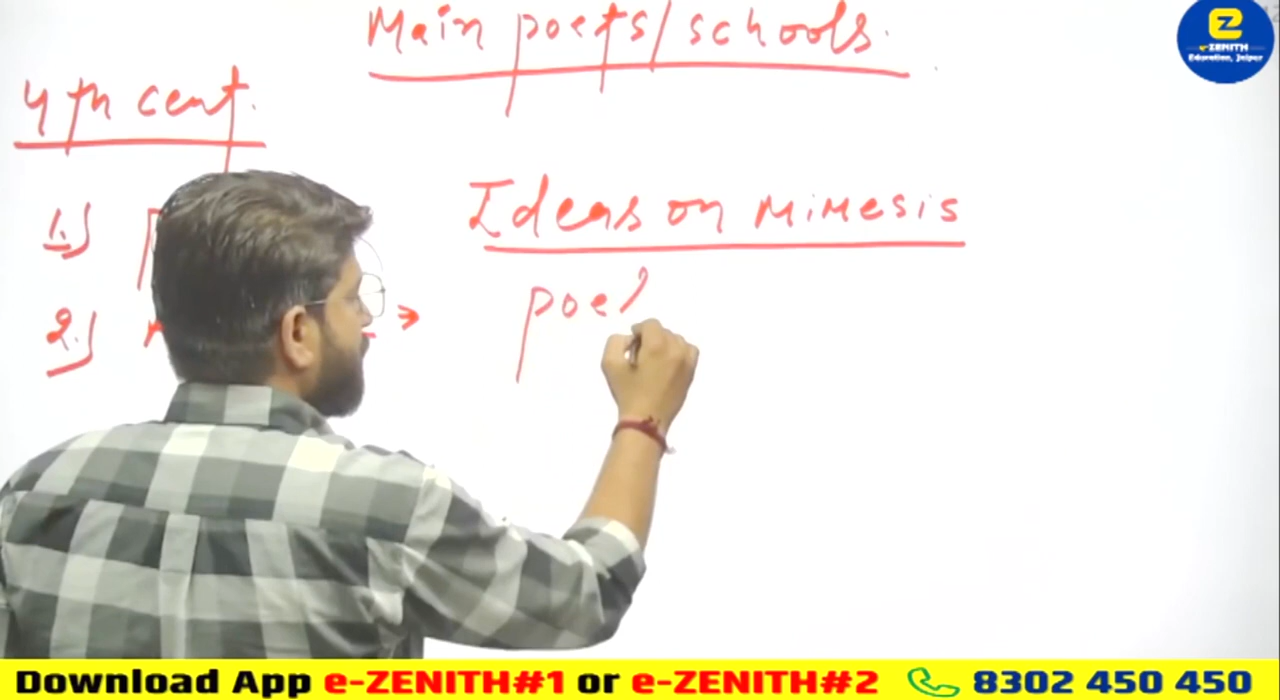 Main poets/schools.
e-ZENITH
Education, Jaipur
4th cent.
1.)
Ideas on Mimesis
2.) →
Download App e-ZENITH#1 or e-ZENITH#2 8302 450 450